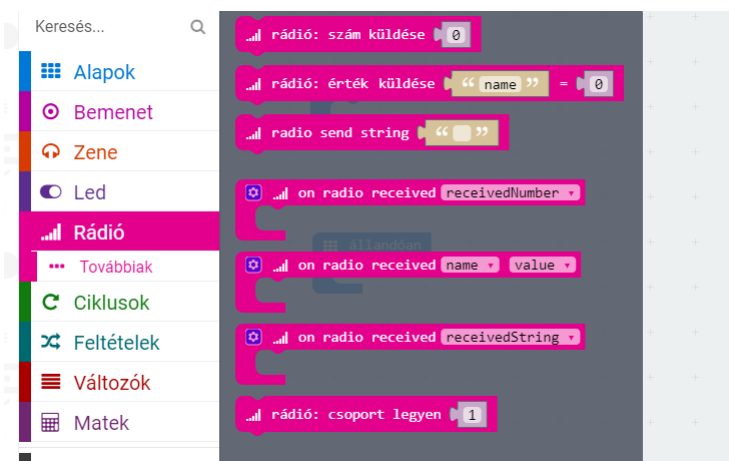 Keresés...
Alapok
Bemenet
Zene
Led
Rádió
Továbbiak
Ciklusok
Feltételek
Változók
Matek
rádió: szám küldése 0
rádió: érték küldése “ name ” = 0
radio send string “ ”
on radio received receivedNumber
állandóan
on radio received name value
on radio received receivedString
rádió: csoport legyen 1